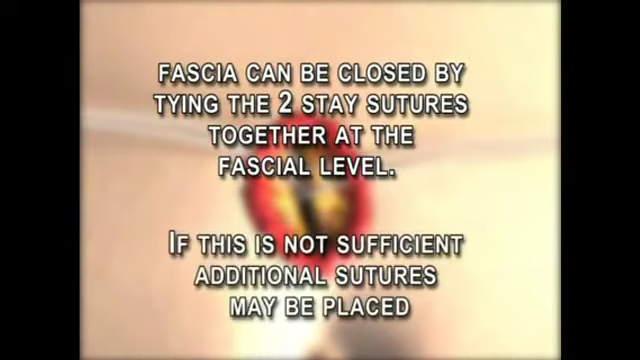 FASCIA CAN BE CLOSED BY
TYING THE 2 STAY SUTURES
TOGETHER AT THE
FASCIAL LEVEL.
IF THIS IS NOT SUFFICIENT
ADDITIONAL SUTURES
MAY BE PLACED